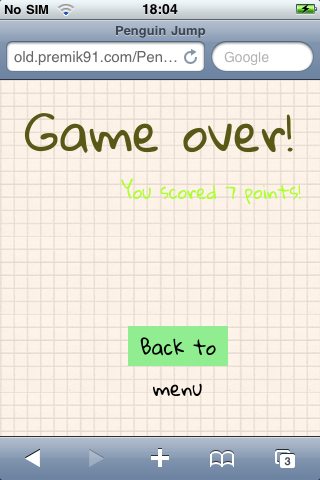 No SIM 18:04
Penguin Jump
old.premik91.com/Pen... Google
Game over!
You scored 7 points!
Back to
menu
3